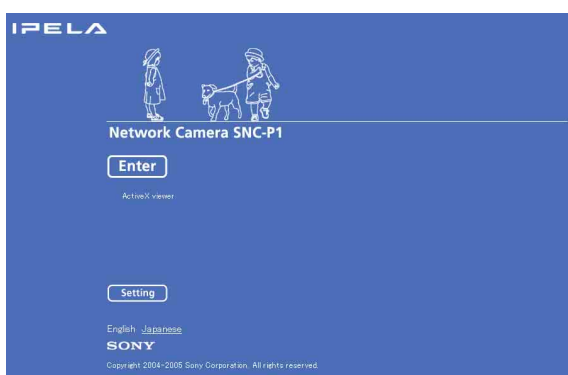 IPELA
Network Camera SNC-P1
Enter
ActiveX viewer
Setting
English Japanese
SONY
Copyright 2004-2005 Sony Corporation. All rights reserved.